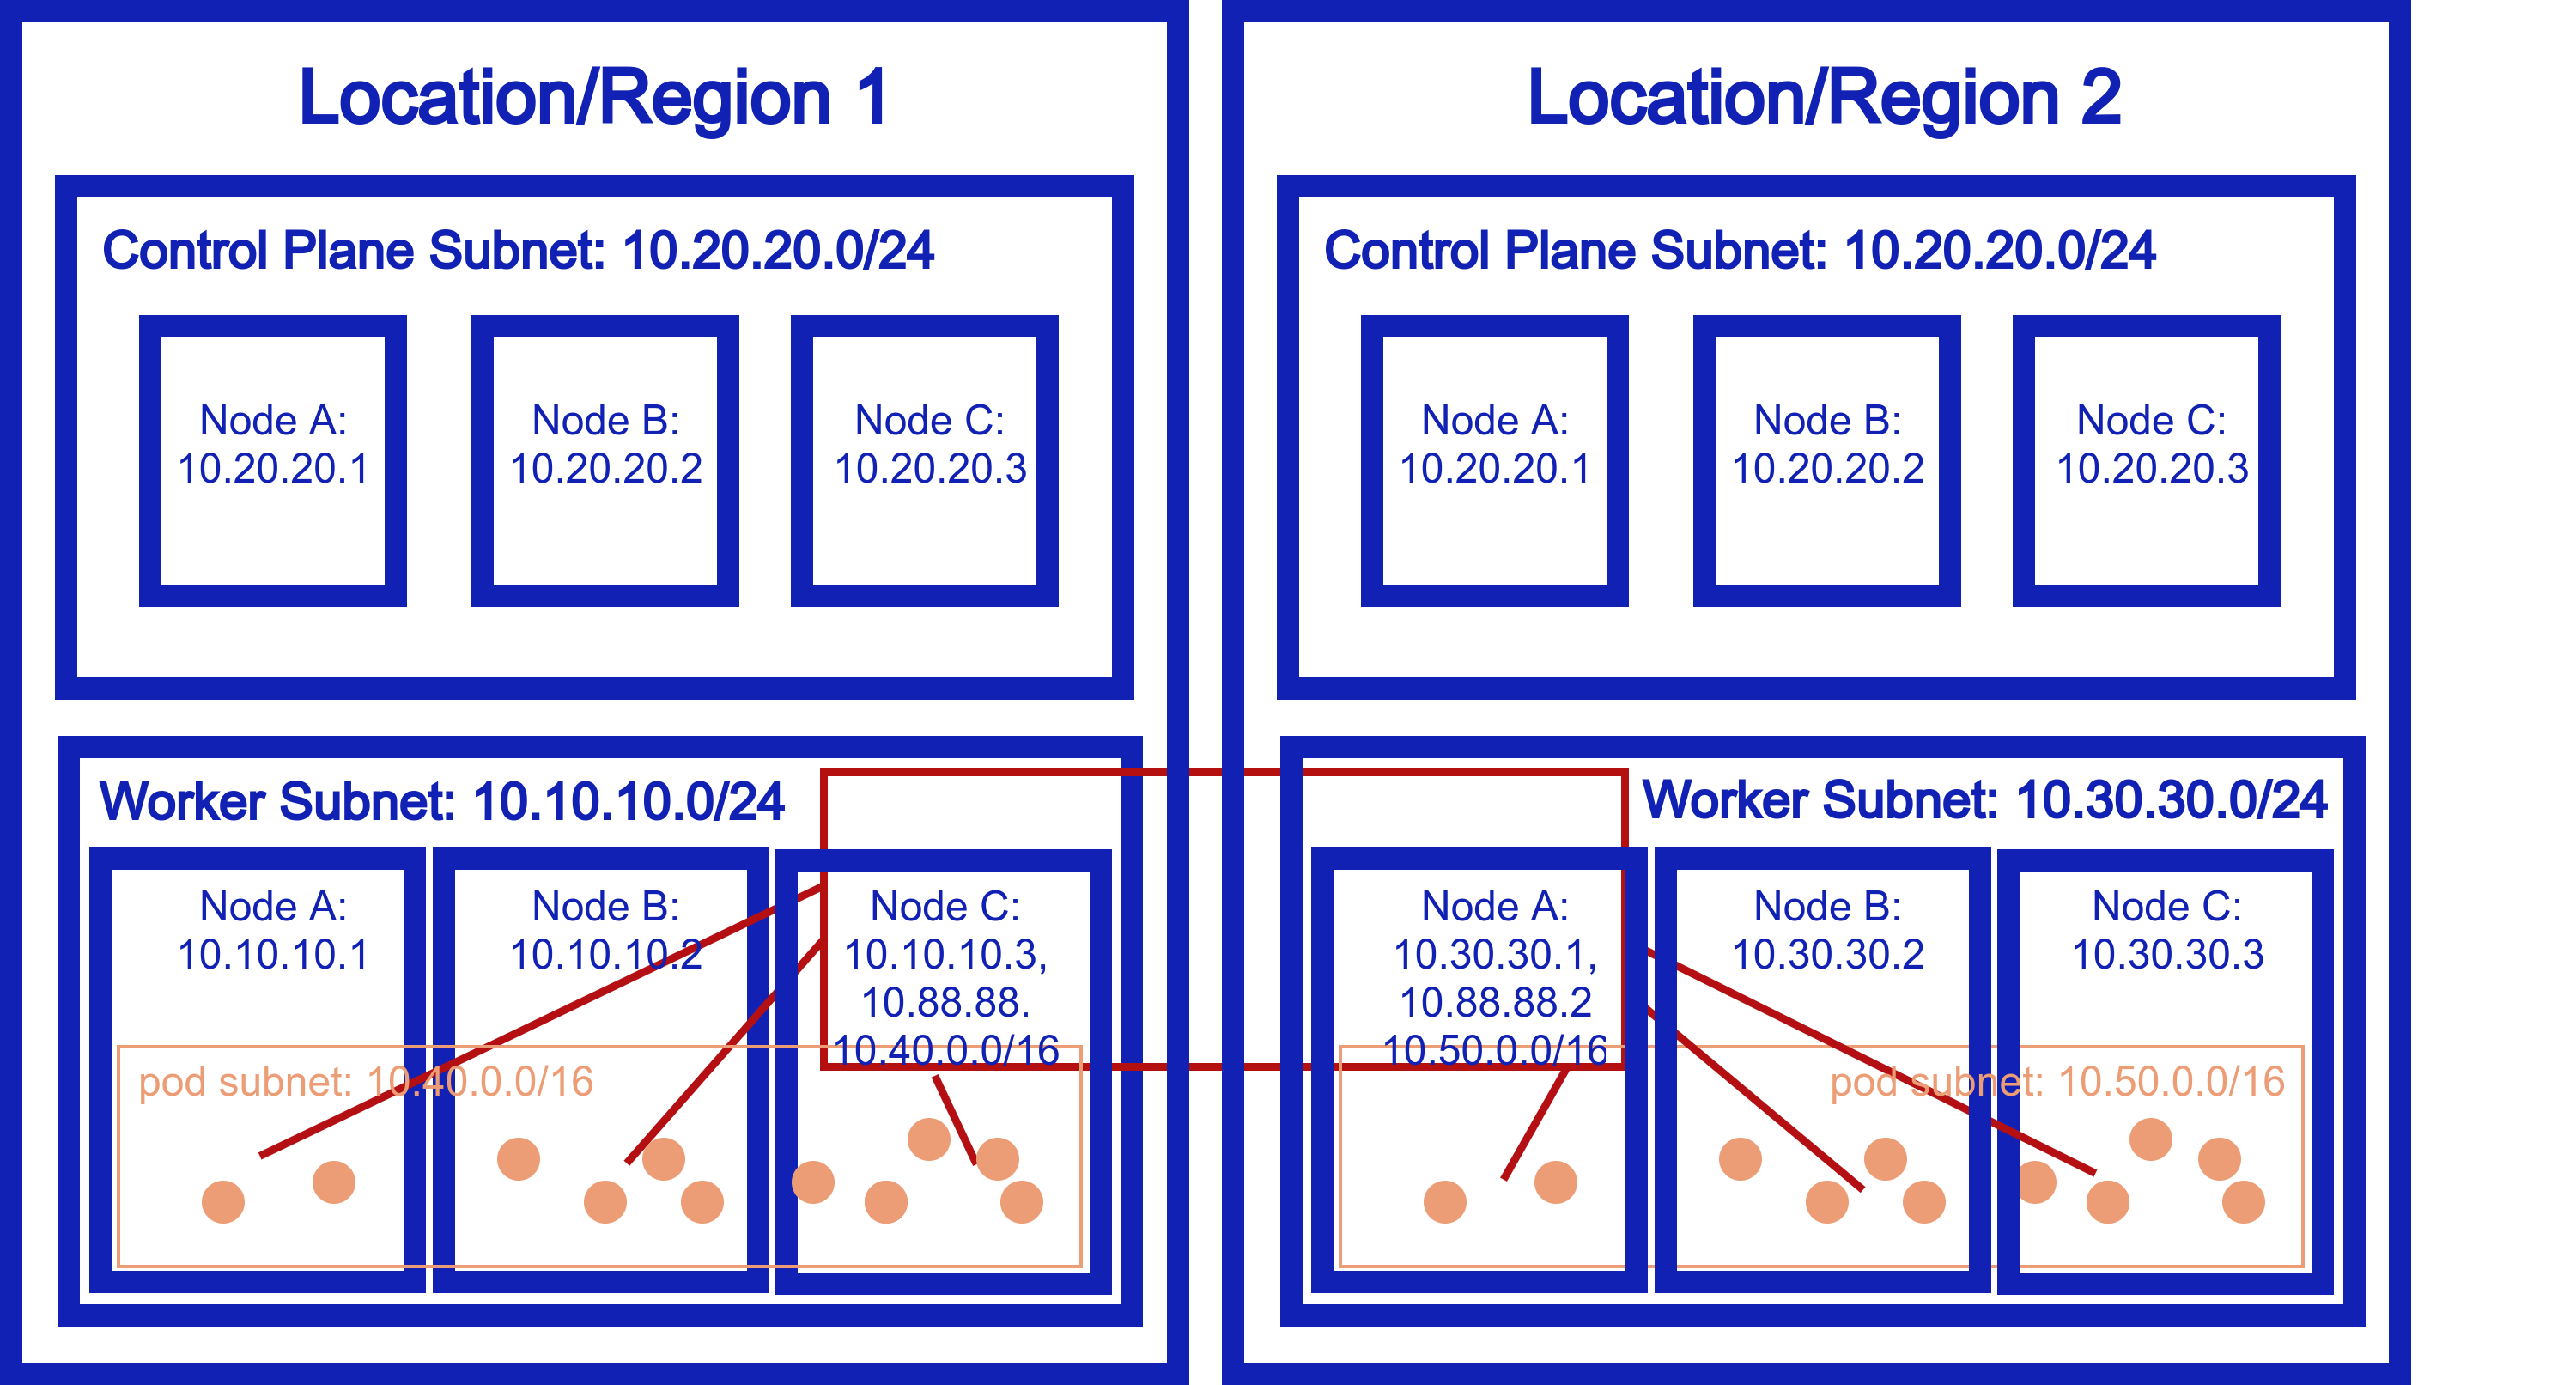 Location/Region 1
Control Plane Subnet: 10.20.20.0/24
Node A:
10.20.20.1
Node B:
10.20.20.2
Node C:
10.20.20.3
Worker Subnet: 10.10.10.0/24
Node A:
10.10.10.1
Node B:
10.10.10.2
Node C:
10.10.10.3,
10.88.88.
10.40.0.0/16
pod subnet: 10.40.0.0/16
Location/Region 2
Control Plane Subnet: 10.20.20.0/24
Node A:
10.20.20.1
Node B:
10.20.20.2
Node C:
10.20.20.3
Worker Subnet: 10.30.30.0/24
Node A:
10.30.30.1,
10.88.88.2
10.50.0.0/16
Node B:
10.30.30.2
Node C:
10.30.30.3
pod subnet: 10.50.0.0/16